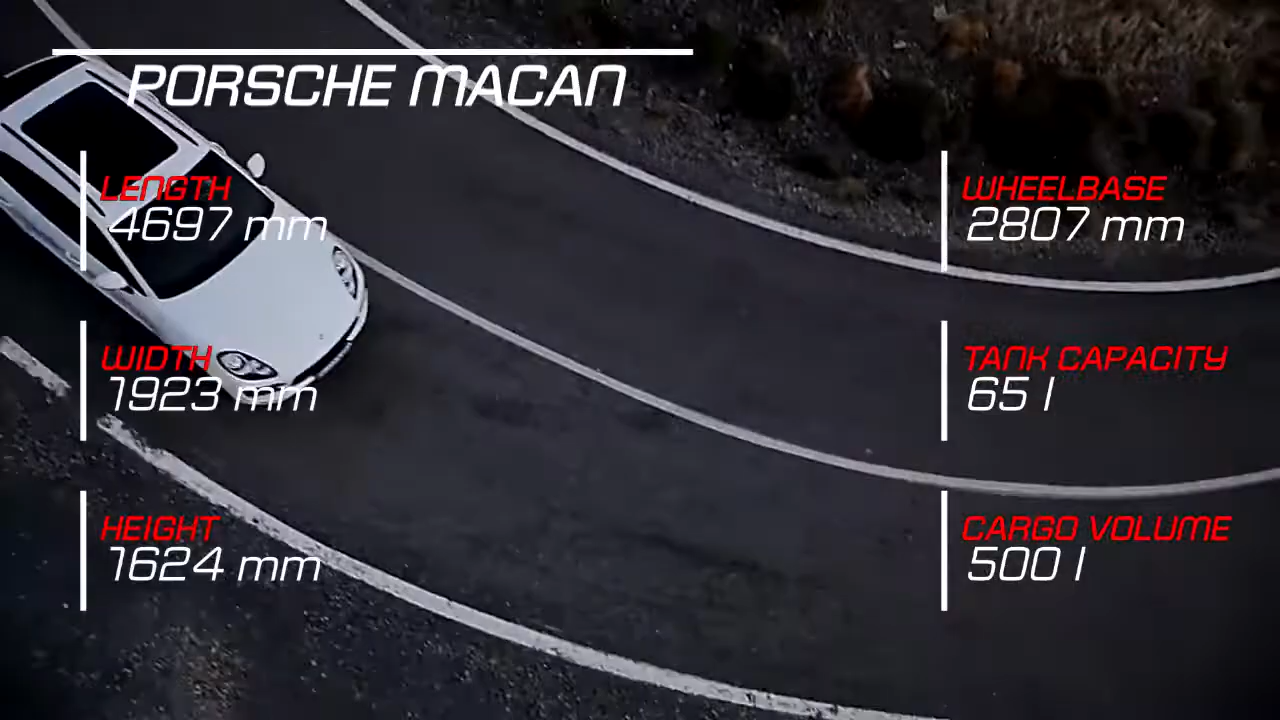 PORSCHE MACAN
LENGTH
4697 mm
WIDTH
1923 mm
HEIGHT
1624 mm
WHEELBASE
2807 mm
TANK CAPACITY
65 l
CARGO VOLUME
500 l